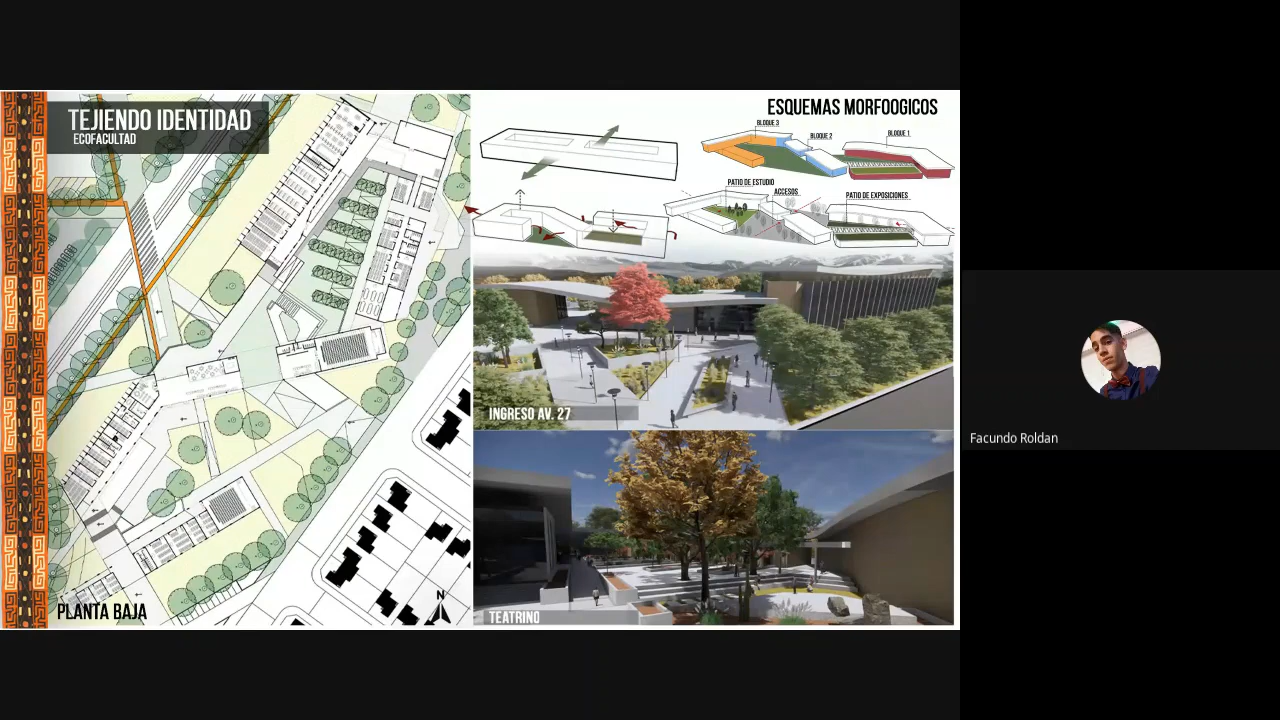 TEJIENDO IDENTIDAD
ECOFACULTAD
ESQUEMAS MORFOOGICOS
BLOQUE 3
BLOQUE 2
BLOQUE 1
PATIO DE ESTUDIO
ACCESOS
PATIO DE EXPOSICIONES
INGRESO AV. 27
TEATRINO
N
PLANTA BAJA
Facundo Roldan